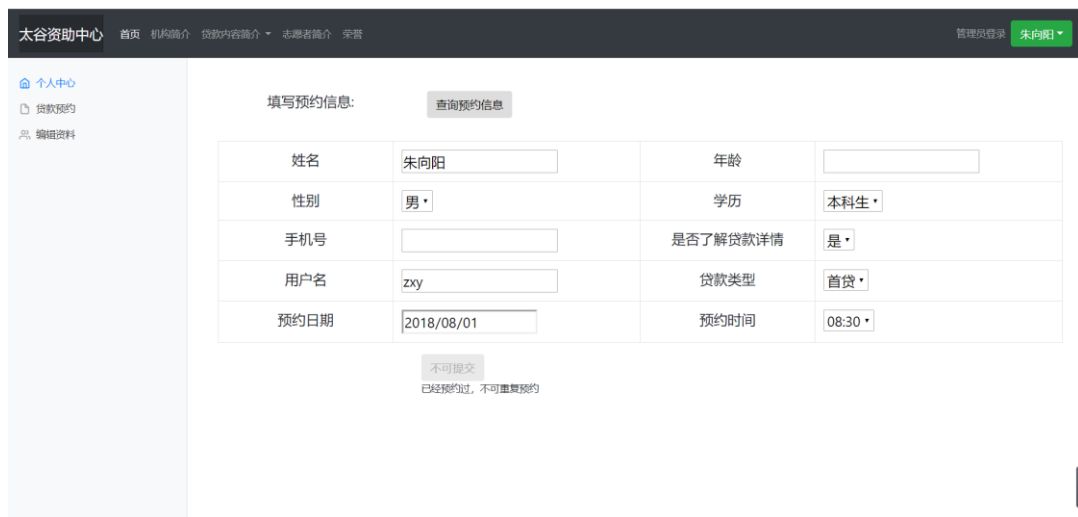 太谷资助中心 首页 机构简介 贷款内容简介 志愿者简介 荣誉 管理员登录 朱向阳
个人中心
贷款预约
编辑资料
填写预约信息: 查询预约信息
姓名 朱向阳 年龄
性别 男 学历 本科生
手机号 是否了解贷款详情 是
用户名 zxy 贷款类型 首贷
预约日期 2018/08/01 预约时间 08:30
不可提交
已经预约过，不可重复预约